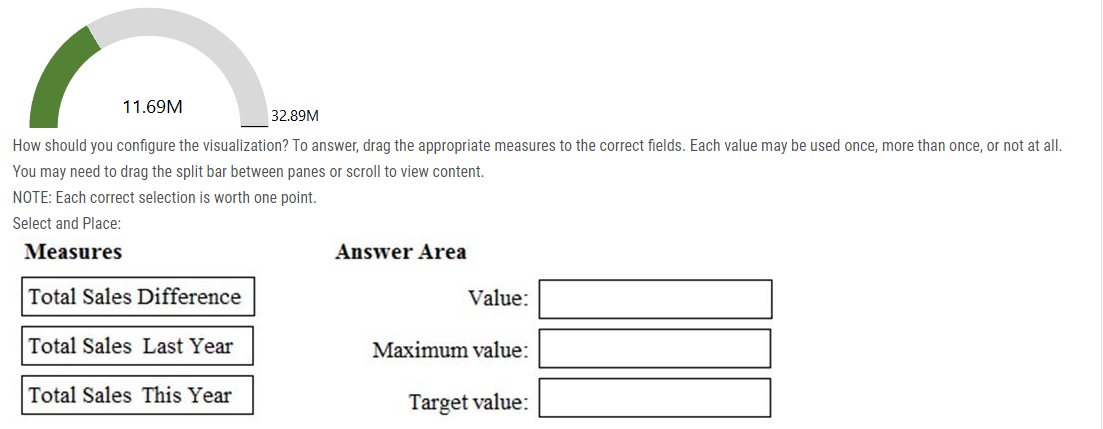 11.69M
32.89M
How should you configure the visualization? To answer, drag the appropriate measures to the correct fields. Each value may be used once, more than once, or not at all.
You may need to drag the split bar between panes or scroll to view content.
NOTE: Each correct selection is worth one point.
Select and Place:
Measures
Answer Area
Total Sales Difference
Value:
Total Sales Last Year
Maximum value:
Total Sales This Year
Target value: